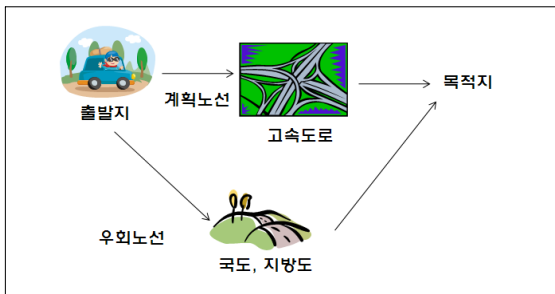 출발지
계획노선
고속도로
목적지
우회노선
국도, 지방도